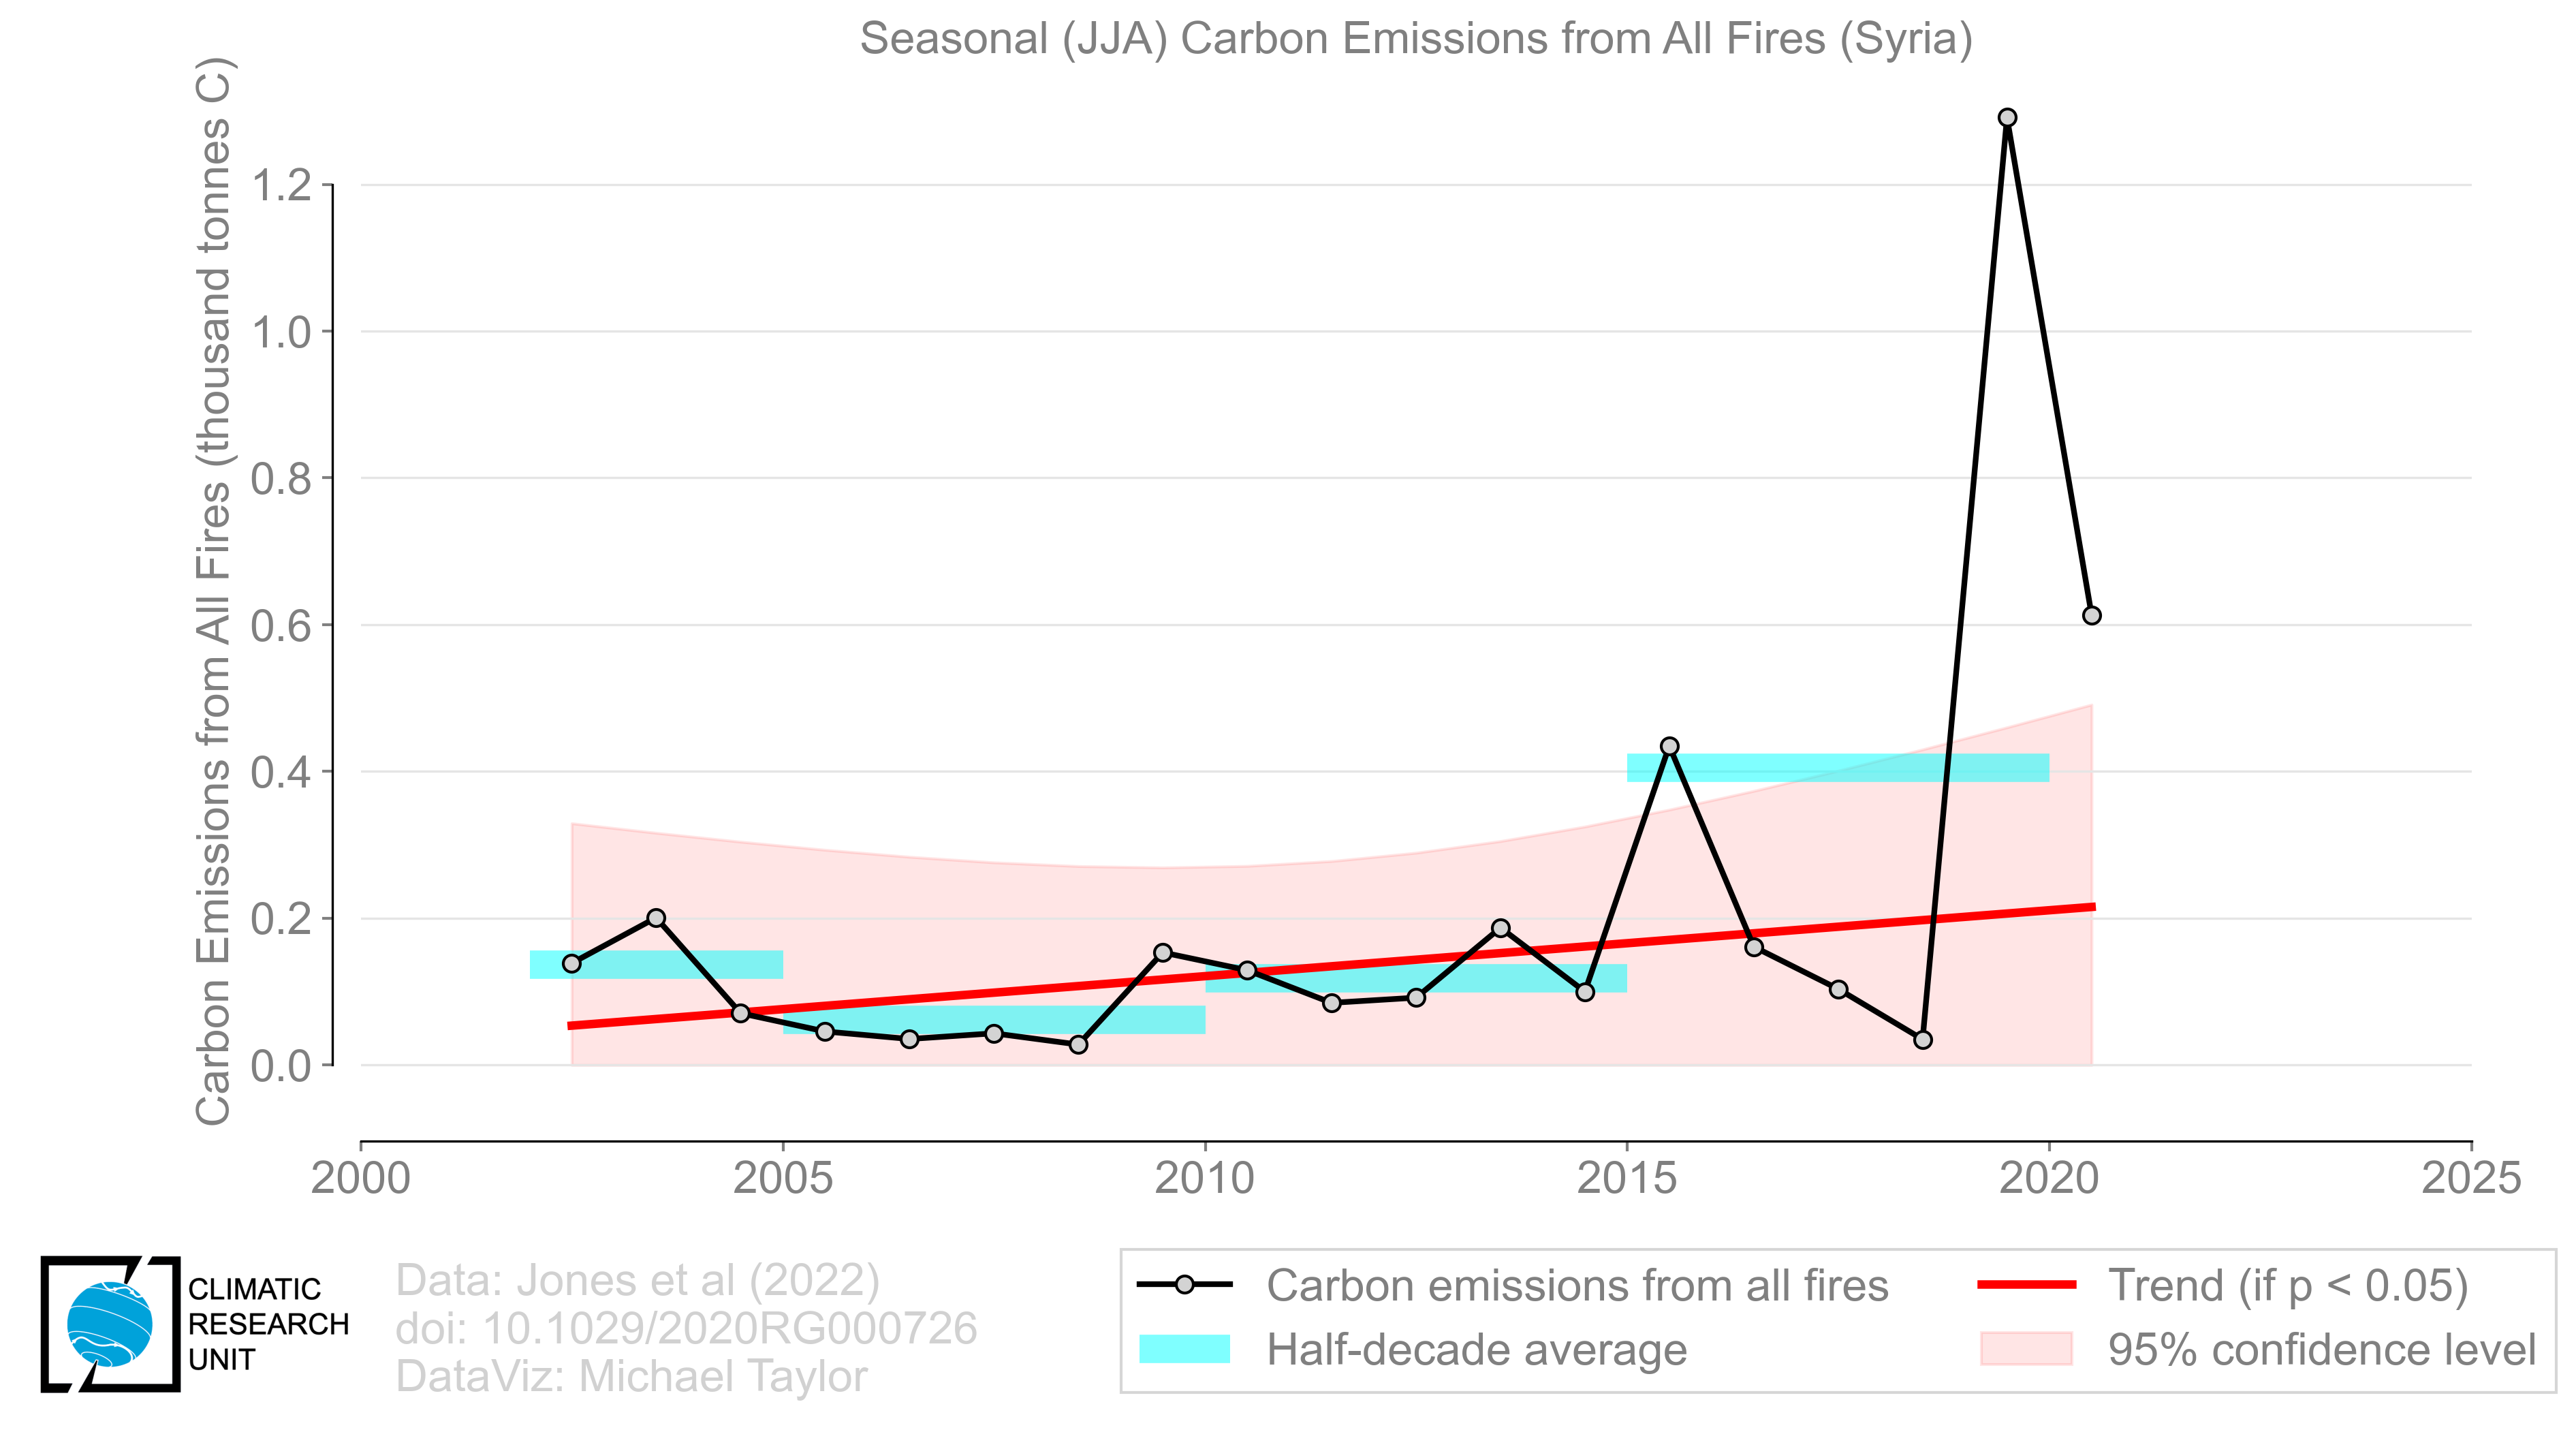 Seasonal (JJA) Carbon Emissions from All Fires (Syria)
Carbon Emissions from All Fires (thousand tonnes C)
1.2
1.0
0.8
0.6
0.4
0.2
0.0
2000 2005 2010 2015 2020 2025
CLIMATIC
RESEARCH
UNIT
Data: Jones et al (2022)
doi: 10.1029/2020RG000726
DataViz: Michael Taylor
Carbon emissions from all fires
Half-decade average
Trend (if p < 0.05)
95% confidence level